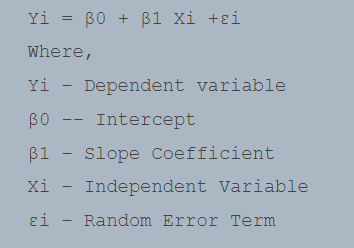 Yi = β0 + β1 Xi +εi
Where,
Yi – Dependent variable
β0 –– Intercept
β1 – Slope Coefficient
Xi – Independent Variable
εi – Random Error Term